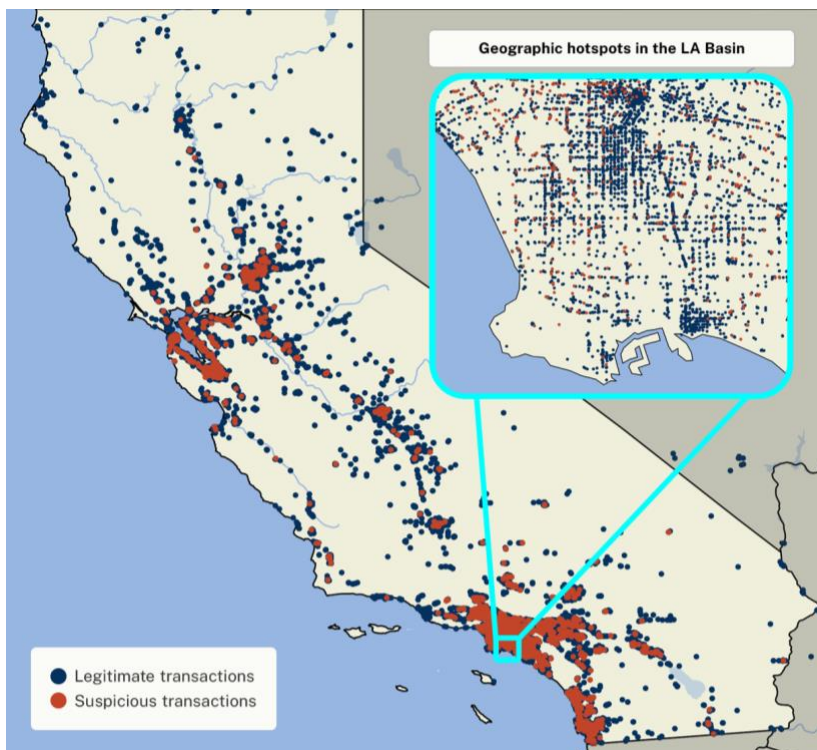 Geographic hotspots in the LA Basin
Legitimate transactions
Suspicious transactions